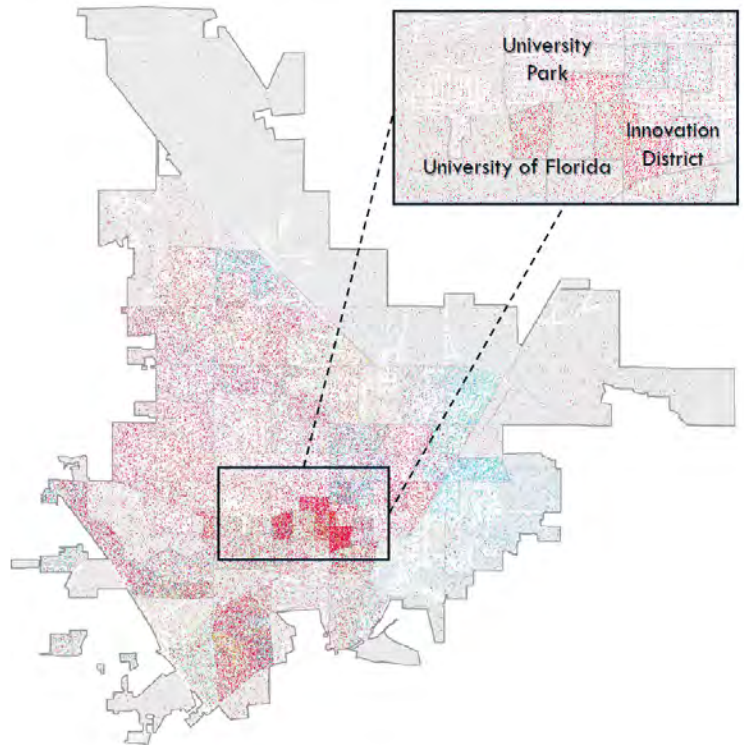 University
Park
Innovation
District
University of Florida